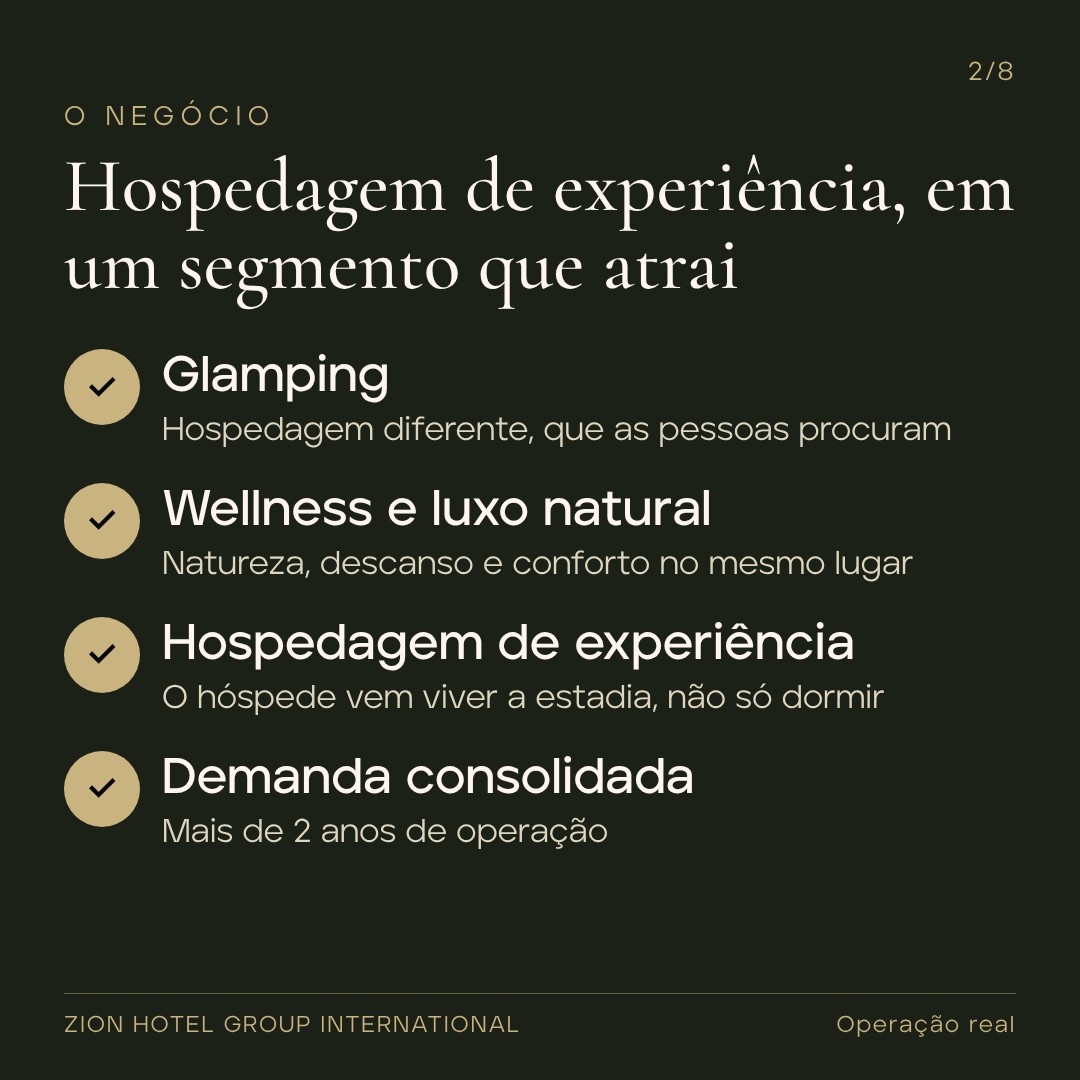 2/8
O NEGÓCIO
Hospedagem de experiência, em
um segmento que atrai
Glamping
Hospedagem diferente, que as pessoas procuram
Wellness e luxo natural
Natureza, descanso e conforto no mesmo lugar
Hospedagem de experiência
O hóspede vem viver a estadia, não só dormir
Demanda consolidada
Mais de 2 anos de operação
ZION HOTEL GROUP INTERNATIONAL
Operação real